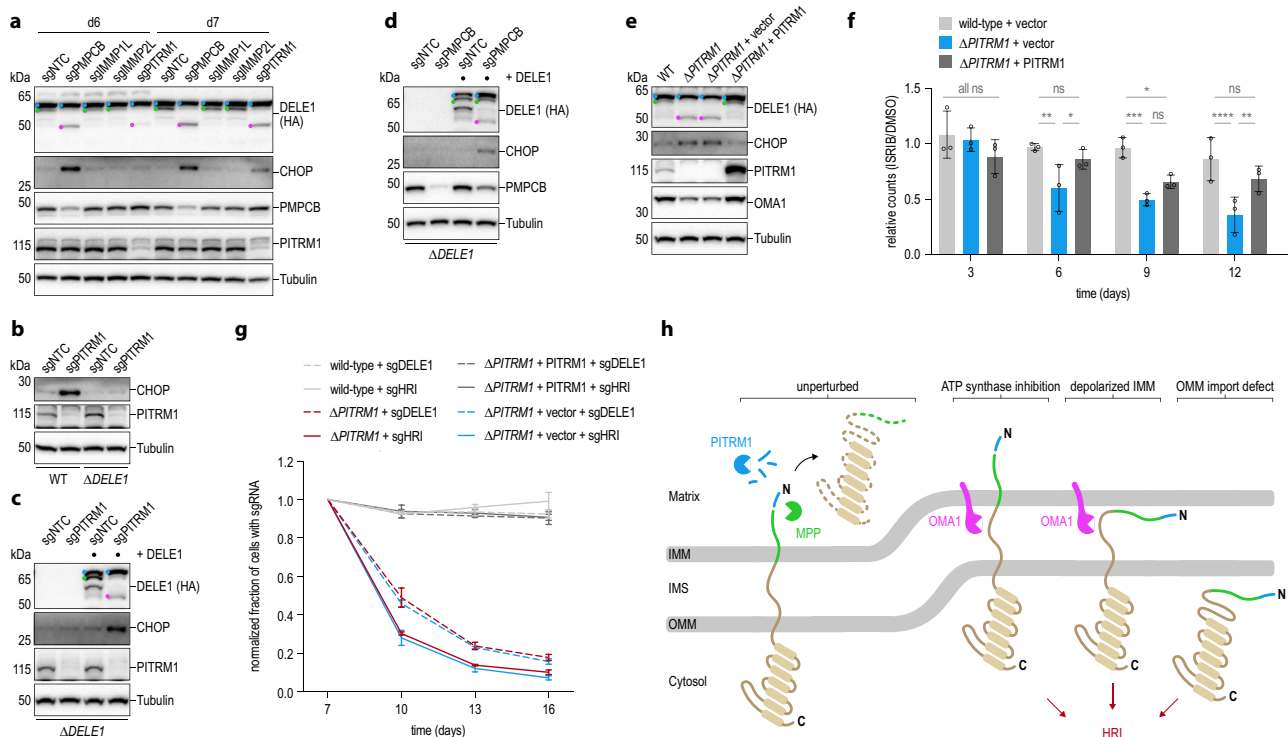 a
d6
d7
sgNTC
sgPMPCB
sgIMMP1L
sgIMMP2L
sgPITRM1
sgNTC
sgPMPCB
sgIMMP1L
sgIMMP2L
sgPITRM1
kDa
65
50
DELE1
(HA)
25
CHOP
50
PMPCB
115
PITRM1
50
Tubulin
b
sgNTC
sgPITRM1
sgNTC
sgPITRM1
kDa
30
CHOP
115
PITRM1
50
Tubulin
WT
ΔDELE1
c
sgNTC
sgPITRM1
sgNTC
sgPITRM1
kDa
+ DELE1
65
DELE1 (HA)
50
CHOP
25
115
PITRM1
50
Tubulin
ΔDELE1
d
sgNTC
sgPMPCB
sgNTC
sgPMPCB
kDa
+ DELE1
65
DELE1 (HA)
50
CHOP
25
50
PMPCB
50
Tubulin
ΔDELE1
e
WT
ΔPITRM1
ΔPITRM1 + vector
ΔPITRM1 + PITRM1
kDa
65
DELE1 (HA)
50
30
CHOP
115
PITRM1
50
OMA1
30
50
Tubulin
f
wild-type + vector
ΔPITRM1 + vector
ΔPITRM1 + PITRM1
relative counts (ISRIB/DMSO)
1.5
1.0
0.5
0.0
all ns
ns
** *
*
*** ns
ns
**** **
3 6 9 12
time (days)
g
wild-type + sgDELE1
wild-type + sgHRI
ΔPITRM1 + sgDELE1
ΔPITRM1 + sgHRI
ΔPITRM1 + PITRM1 + sgDELE1
ΔPITRM1 + PITRM1 + sgHRI
ΔPITRM1 + vector + sgDELE1
ΔPITRM1 + vector + sgHRI
normalized fraction of cells with sgRNA
1.2
1.0
0.8
0.6
0.4
0.2
0.0
7 10 13 16
time (days)
h
unperturbed
ATP synthase inhibition
depolarized IMM
OMM import defect
PITRM1
N
MPP
Matrix
IMM
IMS
OMM
Cytosol
C
N
OMA1
C
OMA1
N
C
N
C
HRI